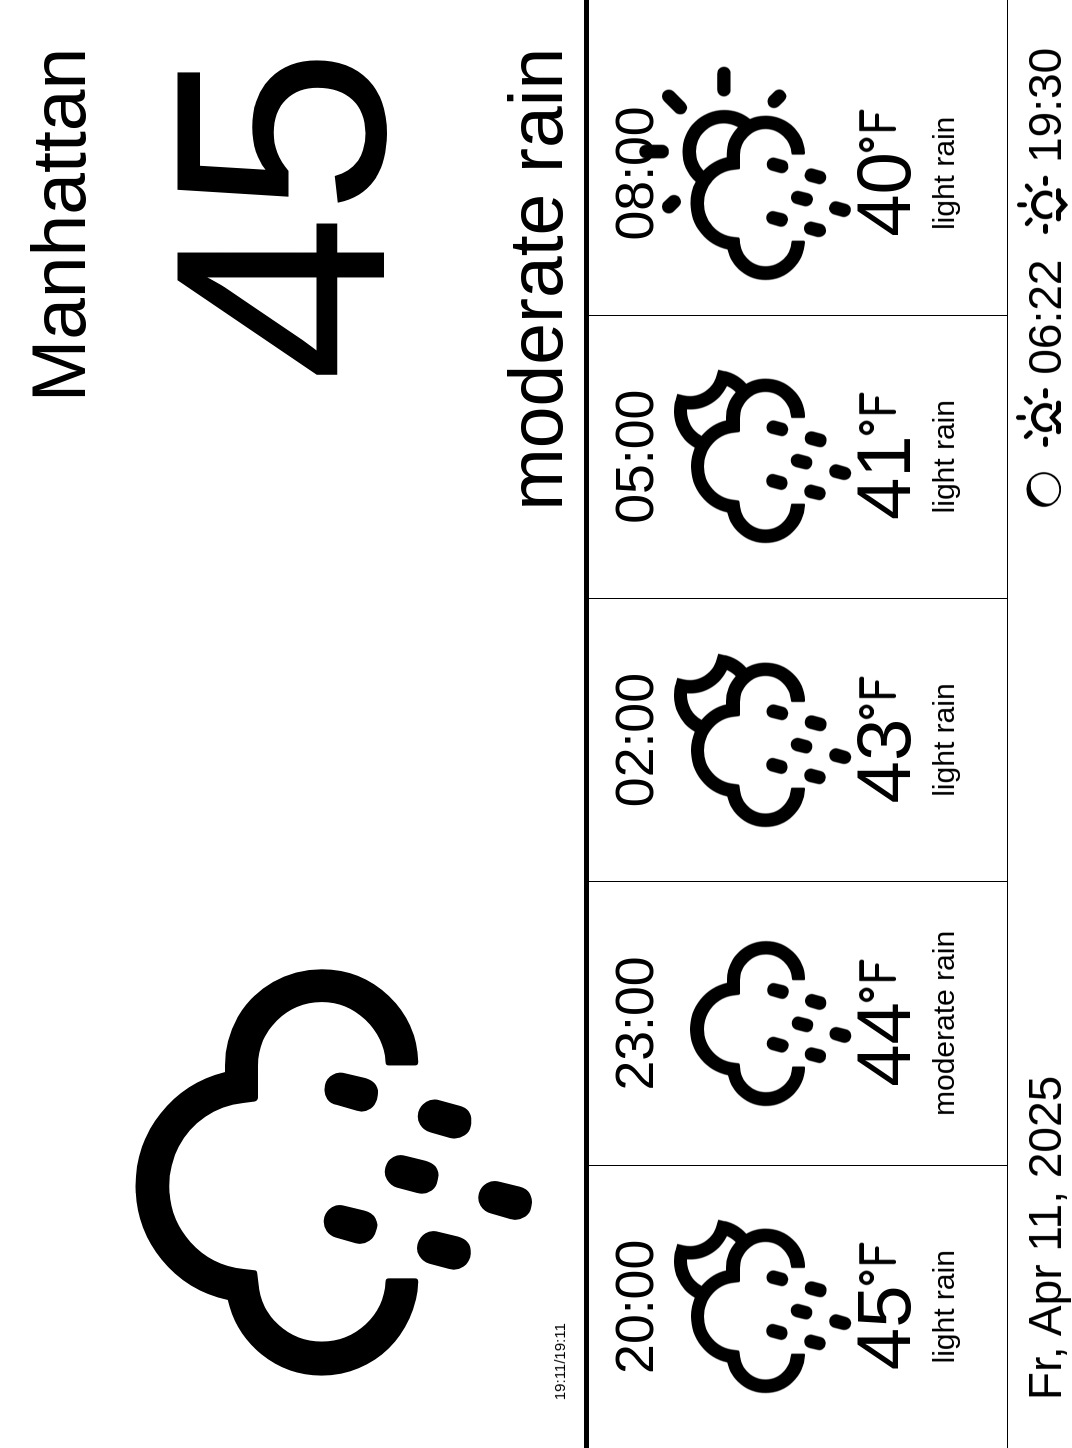 Manhattan
45
moderate rain
19:11/19:11
20:00
45°F
light rain
23:00
44°F
moderate rain
02:00
43°F
light rain
05:00
41°F
light rain
08:00
40°F
light rain
Fr, Apr 11, 2025
06:22
19:30